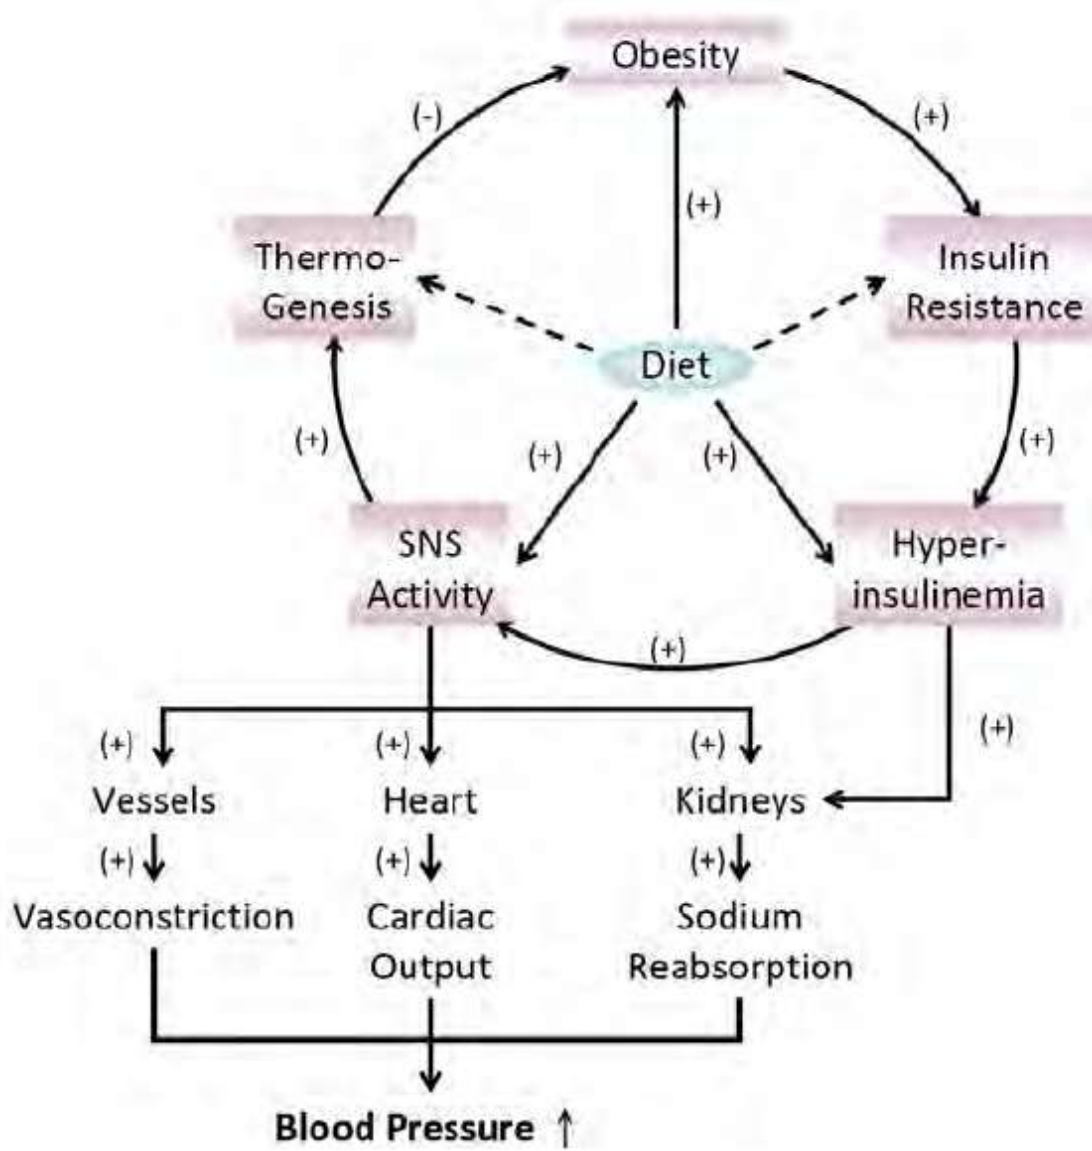 Obesity
(-)
(+)
(+)
Thermo-
Genesis
Insulin
Resistance
Diet
(+)
(+)
(+)
(+)
SNS
Activity
Hyper-
insulinemia
(+)
(+)
(+)
(+)
(+)
Vessels
Heart
Kidneys
(+)
(+)
(+)
Vasoconstriction
Cardiac
Output
Sodium
Reabsorption
Blood Pressure ↑